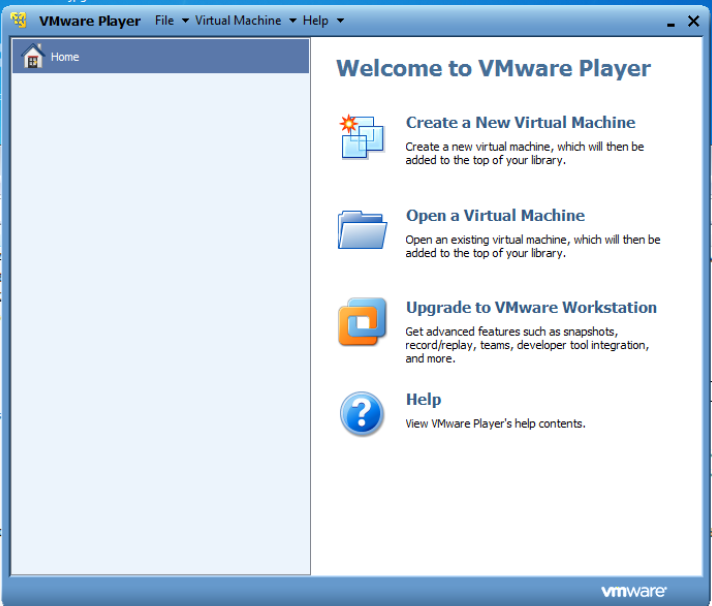 VMware Player File Virtual Machine Help
Home
Welcome to VMware Player
Create a New Virtual Machine
Create a new virtual machine, which will then be
added to the top of your library.
Open a Virtual Machine
Open an existing virtual machine, which will then be
added to the top of your library.
Upgrade to VMware Workstation
Get advanced features such as snapshots,
record/replay, teams, developer tool integration,
and more.
Help
View VMware Player's help contents.
vmware